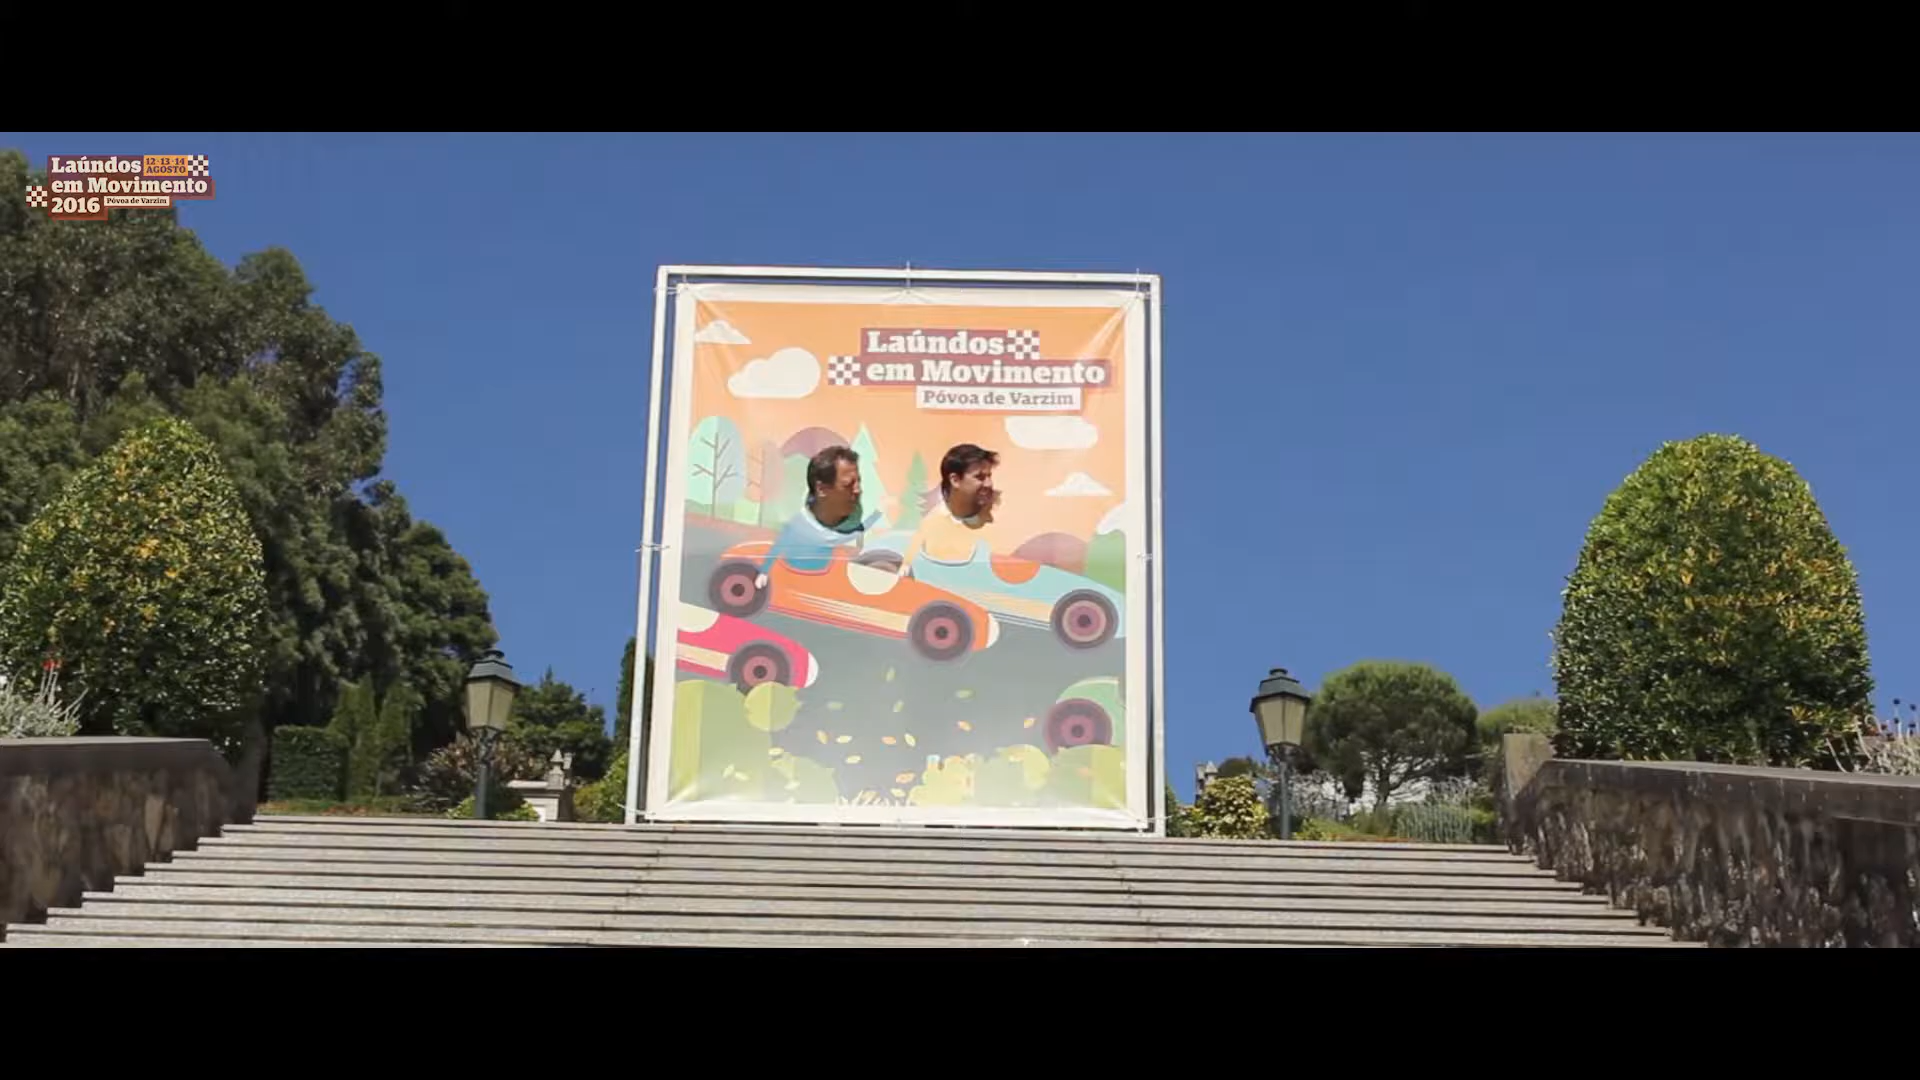 Laúndos 12·13·14
AGOSTO
em Movimento
2016 Póvoa de Varzim
Laúndos
em Movimento
Póvoa de Varzim